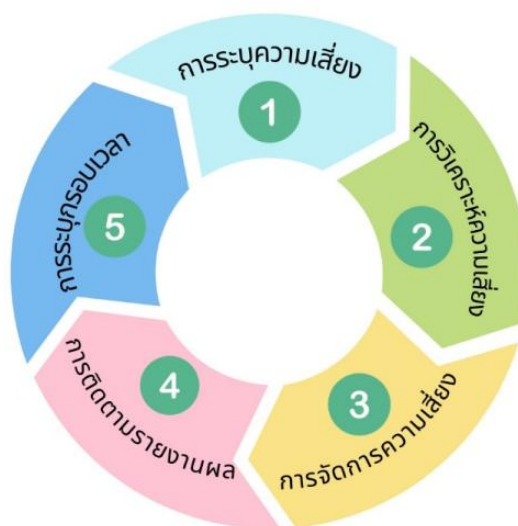 1
การระบุความเสี่ยง
2
การวิเคราะห์ความเสี่ยง
3
การจัดการความเสี่ยง
4
การติดตามรายงานผล
5
การระบุกรอบเวลา